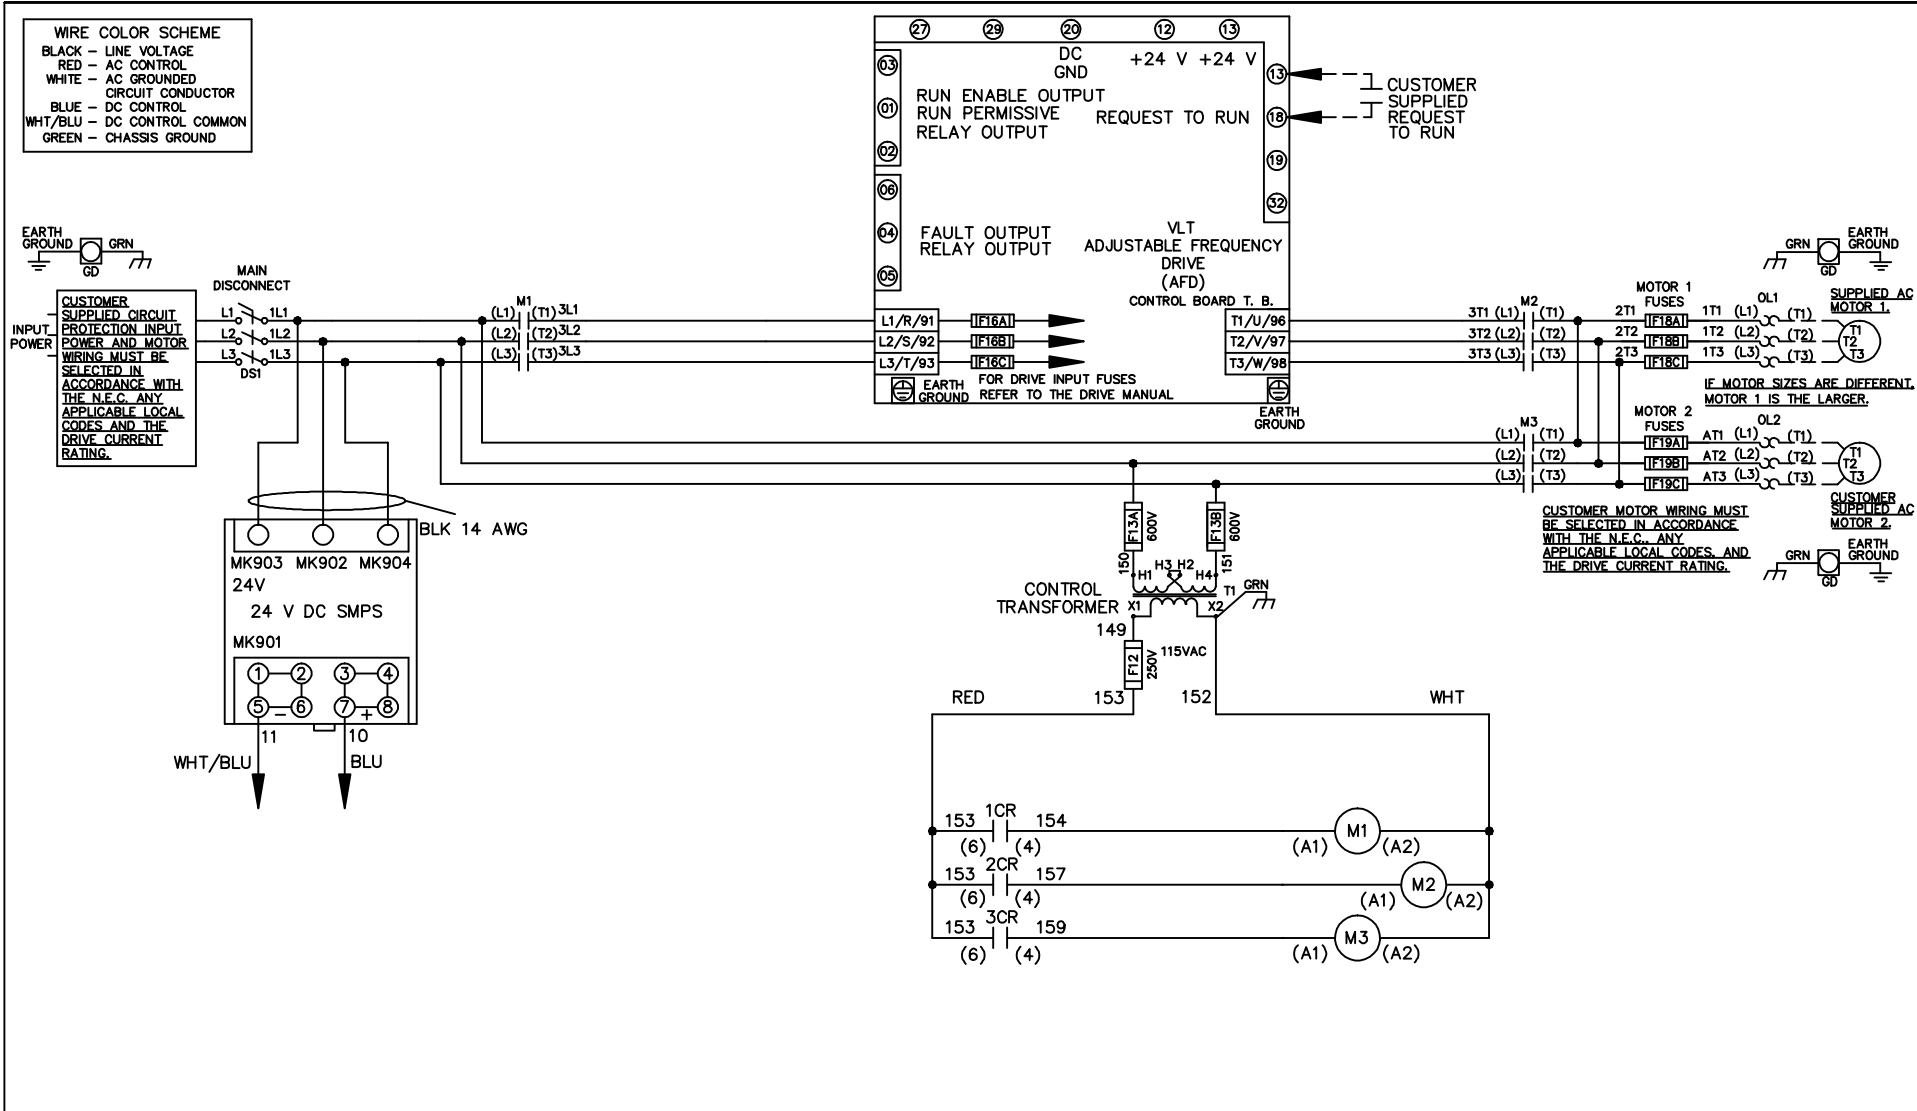 WIRE COLOR SCHEME
BLACK – LINE VOLTAGE
RED – AC CONTROL
WHITE – AC GROUNDED
CIRCUIT CONDUCTOR
BLUE – DC CONTROL
WHT/BLU – DC CONTROL COMMON
GREEN – CHASSIS GROUND
27 29 20 12 13
DC
GND
+24 V +24 V
03
01
02
RUN ENABLE OUTPUT
RUN PERMISSIVE
RELAY OUTPUT
REQUEST TO RUN
13
18
19
32
CUSTOMER
SUPPLIED
REQUEST
TO RUN
06
04
05
FAULT OUTPUT
RELAY OUTPUT
VLT
ADJUSTABLE FREQUENCY
DRIVE
(AFD)
CONTROL BOARD T. B.
L1/R/91 F16A
L2/S/92 F16B
L3/T/93 F16C
T1/U/96
T2/V/97
T3/W/98
EARTH
GROUND
FOR DRIVE INPUT FUSES
REFER TO THE DRIVE MANUAL
EARTH
GROUND
EARTH
GROUND
GRN
GD
INPUT
POWER
CUSTOMER
SUPPLIED CIRCUIT
PROTECTION INPUT
POWER AND MOTOR
WIRING MUST BE
SELECTED IN
ACCORDANCE WITH
THE N.E.C. ANY
APPLICABLE LOCAL
CODES AND THE
DRIVE CURRENT
RATING.
MAIN
DISCONNECT
L1 1L1
L2 1L2
L3 1L3
DS1
M1
(L1) (T1) 3L1
(L2) (T2) 3L2
(L3) (T3) 3L3
M2
3T1 (L1) (T1)
3T2 (L2) (T2)
3T3 (L3) (T3)
MOTOR 1
FUSES
2T1 F18A 1T1 (L1) (T1)
2T2 F18B 1T2 (L2) (T2)
2T3 F18C 1T3 (L3) (T3)
OL1
T1
T2
T3
GRN
GD
EARTH
GROUND
SUPPLIED AC
MOTOR 1.
IF MOTOR SIZES ARE DIFFERENT,
MOTOR 1 IS THE LARGER.
M3
(L1) (T1)
(L2) (T2)
(L3) (T3)
MOTOR 2
FUSES
F19A AT1 (L1) (T1)
F19B AT2 (L2) (T2)
F19C AT3 (L3) (T3)
OL2
T1
T2
T3
CUSTOMER
SUPPLIED AC
MOTOR 2.
CUSTOMER MOTOR WIRING MUST
BE SELECTED IN ACCORDANCE
WITH THE N.E.C., ANY
APPLICABLE LOCAL CODES, AND
THE DRIVE CURRENT RATING.
GRN
GD
EARTH
GROUND
BLK 14 AWG
MK903 MK902 MK904
24V
24 V DC SMPS
MK901
1 2 3 4
5 – 6 7 + 8
11 10
WHT/BLU BLU
F13A 600V
F13B 600V
150 151
H1 H3 H2 H4
CONTROL
TRANSFORMER
X1 X2 T1 GRN
149
F12 250V 115VAC
RED 153 152 WHT
1CR
153 154 M1
(6) (4) (A1) (A2)
2CR
153 157 M2
(6) (4) (A1) (A2)
3CR
153 159 M3
(6) (4) (A1) (A2)